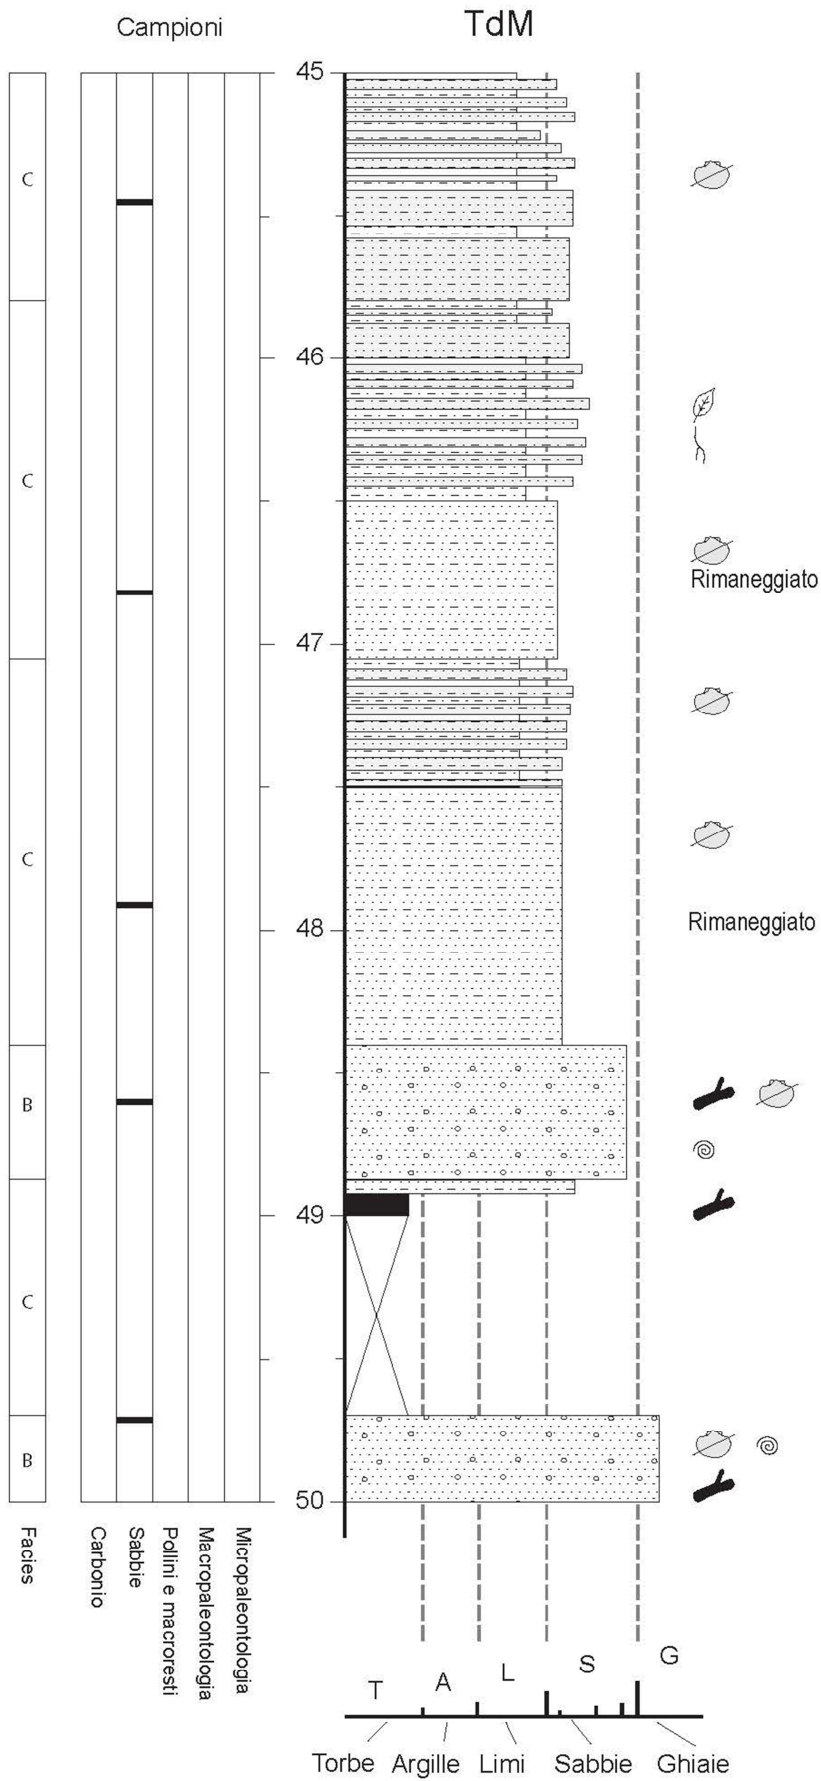 Campioni
TdM
45
C
46
C
Rimaneggiato
47
C
Rimaneggiato
48
B
49
C
B
50
Facies
Carbonio
Sabbie
Pollini e macroresti
Macropaleontologia
Micropaleontologia
T A L S G
Torbe Argille Limi Sabbie Ghiaie